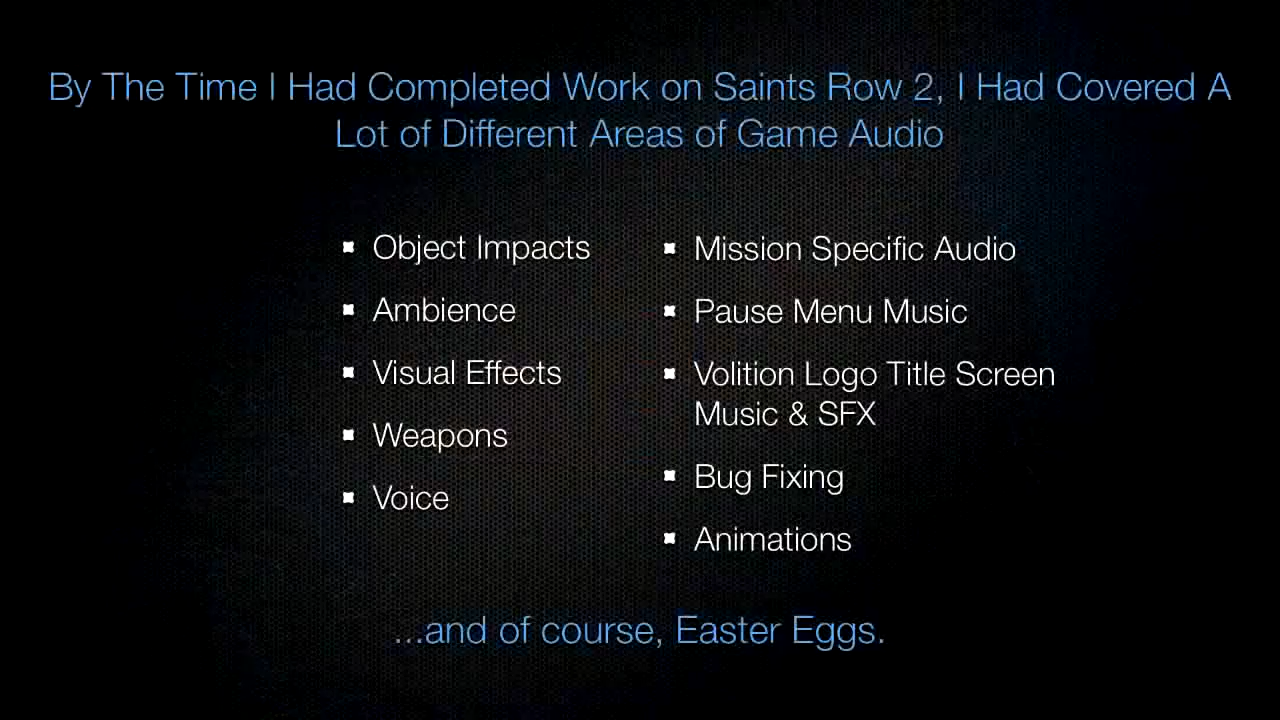 By The Time I Had Completed Work on Saints Row 2, I Had Covered A
Lot of Different Areas of Game Audio
Object Impacts
Ambience
Visual Effects
Weapons
Voice
Mission Specific Audio
Pause Menu Music
Volition Logo Title Screen
Music & SFX
Bug Fixing
Animations
...and of course, Easter Eggs.